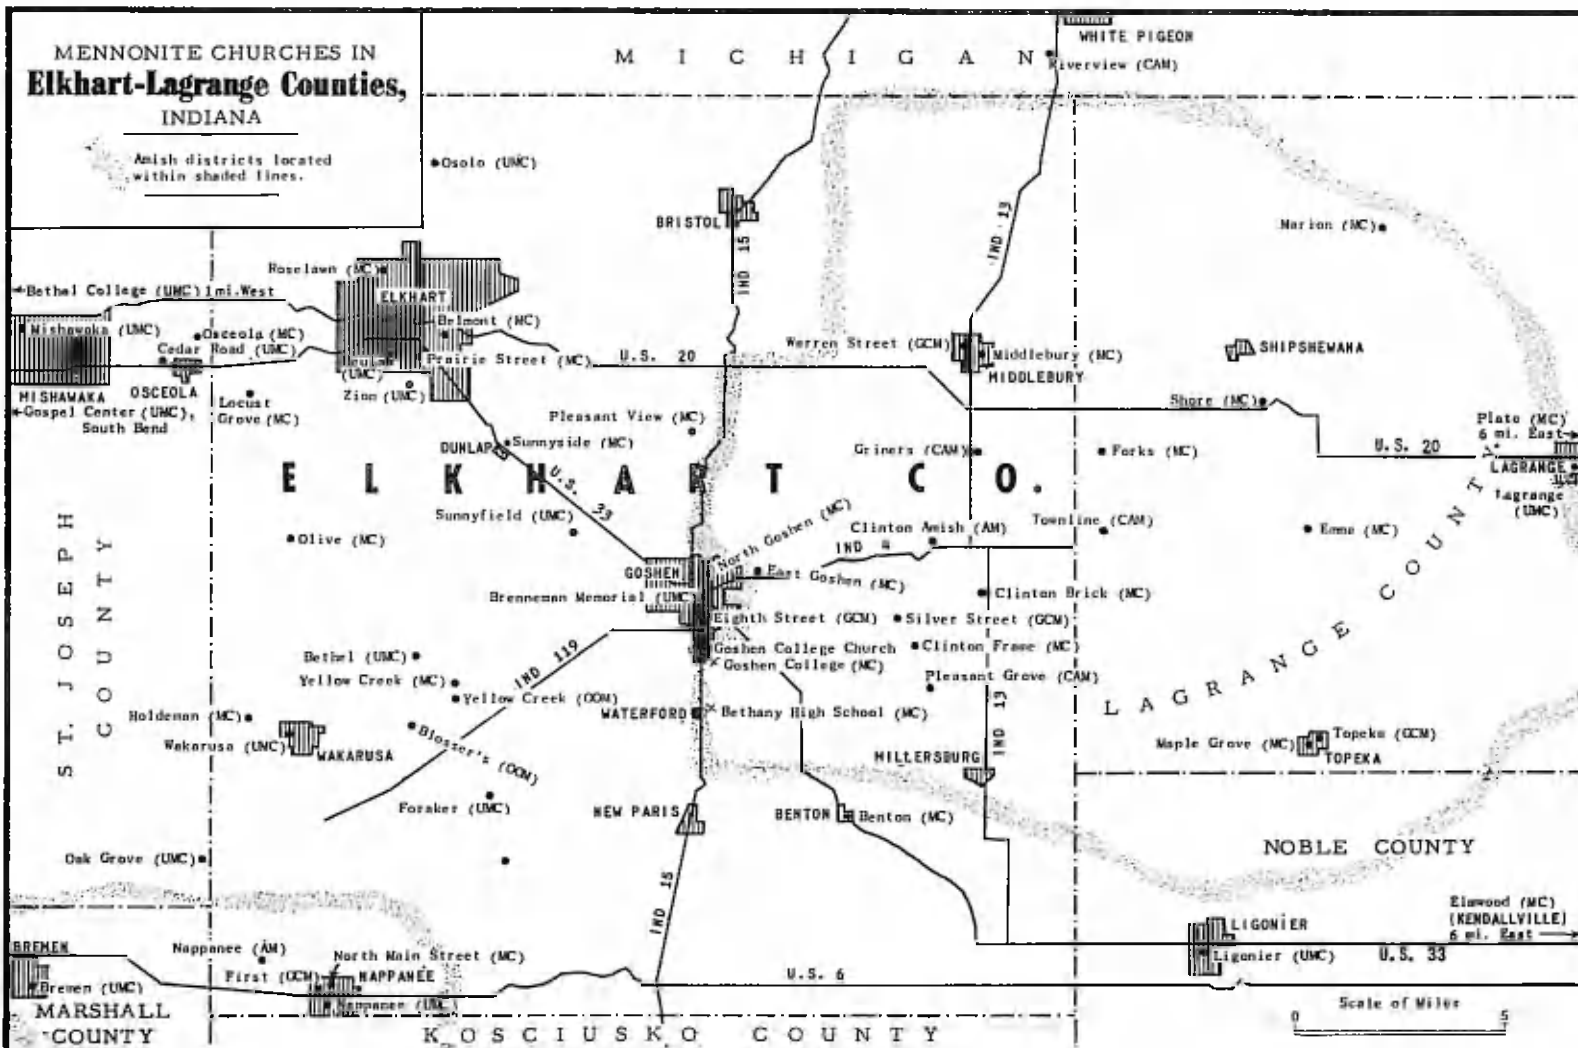 MENNONITE CHURCHES IN
Elkhart-Lagrange Counties,
INDIANA
Amish districts located
within shaded lines.
M I C H I G A N
WHITE PIGEON
Riverview (CAM)
Osolo (UMC)
BRISTOL
IND 15
IND 13
Marion (MC)
Roselawn (MC)
Bethel College (UMC) 1 mi. West
ELKHART
Mishawaka (UMC)
Osceola (MC)
Belmont (MC)
Cedar Road (UMC)
Prairie Street (MC)
U.S. 20
Warren Street (GCM)
Middlebury (MC)
MIDDLEBURY
SHIPSHEWANA
(UMC)
MISHAWAKA
OSCEOLA
Zion (UMC)
Gospel Center (UMC),
South Bend
Locust
Grove (MC)
Pleasant View (MC)
Shore (MC)
Plato (MC)
6 mi. East
DUNLAP
Sunnyside (MC)
Griners (CAM)
Forks (MC)
U.S. 20
LAGRANGE
Lagrange
(UMC)
E L K H A R T C O.
U.S. 33
Sunnyfield (UMC)
North Goshen (MC)
Clinton Amish (AM)
Townline (CAM)
Emma (MC)
Olive (MC)
IND 4
GOSHEN
East Goshen (MC)
Brenneman Memorial (UMC)
Clinton Brick (MC)
Eighth Street (GCM)
Silver Street (GCM)
ST. JOSEPH
COUNTY
IND 119
Goshen College Church
Clinton Frame (MC)
Bethel (UMC)
Goshen College (MC)
Yellow Creek (MC)
Pleasant Grove (CAM)
Yellow Creek (OOM)
LAGRANGE COUNTY
Holdeman (MC)
WATERFORD
Bethany High School (MC)
IND 13
Wakarusa (UMC)
WAKARUSA
Blosser's (OOM)
Maple Grove (MC)
Topeka (GCM)
TOPEKA
MILLERSBURG
Foraker (UMC)
NEW PARIS
BENTON
Benton (MC)
Oak Grove (UMC)
NOBLE COUNTY
IND 15
Elmwood (MC)
(KENDALLVILLE)
6 mi. East
LIGONIER
BREMEN
Nappanee (AM)
North Main Street (MC)
Ligonier (UMC)
U.S. 33
First (GCM)
NAPPANEE
U.S. 6
Bremen (UMC)
Nappanee (UMC)
Scale of Miles
0 5
MARSHALL
COUNTY
K O S C I U S K O C O U N T Y